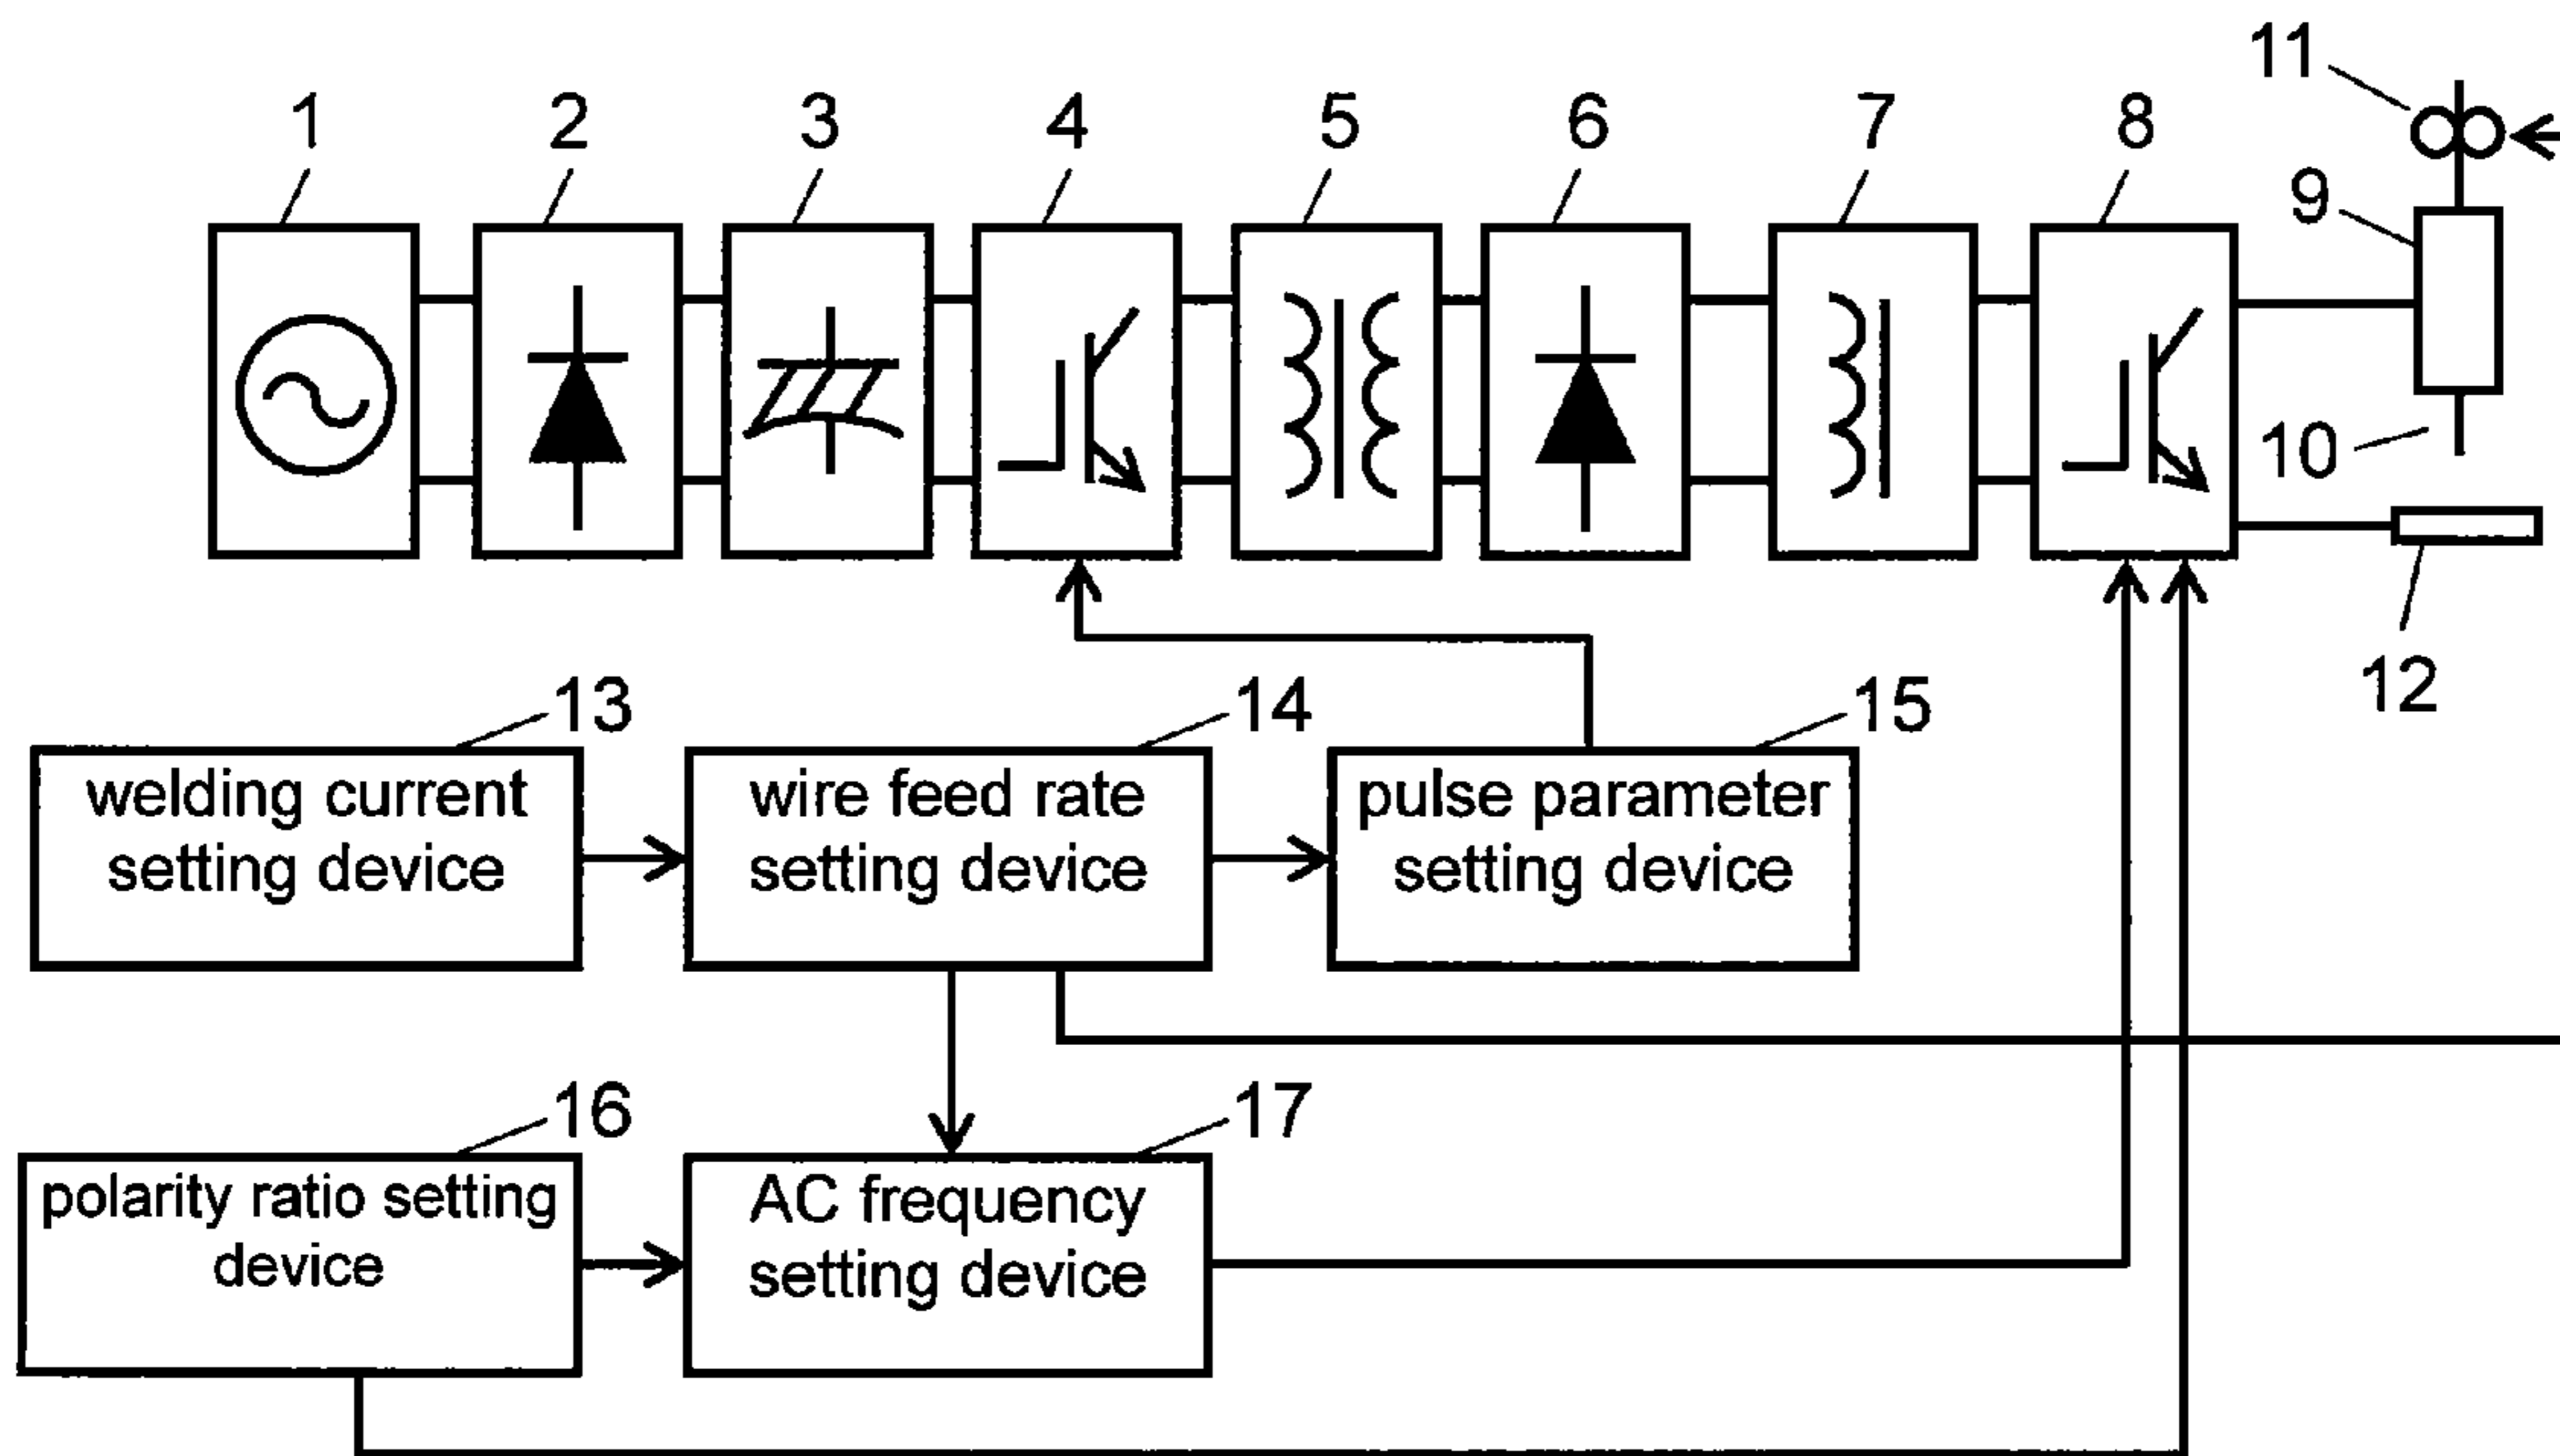 11
1 2 3 4 5 6 7 8
9
10
12
13 14 15
welding current
setting device
wire feed rate
setting device
pulse parameter
setting device
16 17
polarity ratio setting
device
AC frequency
setting device